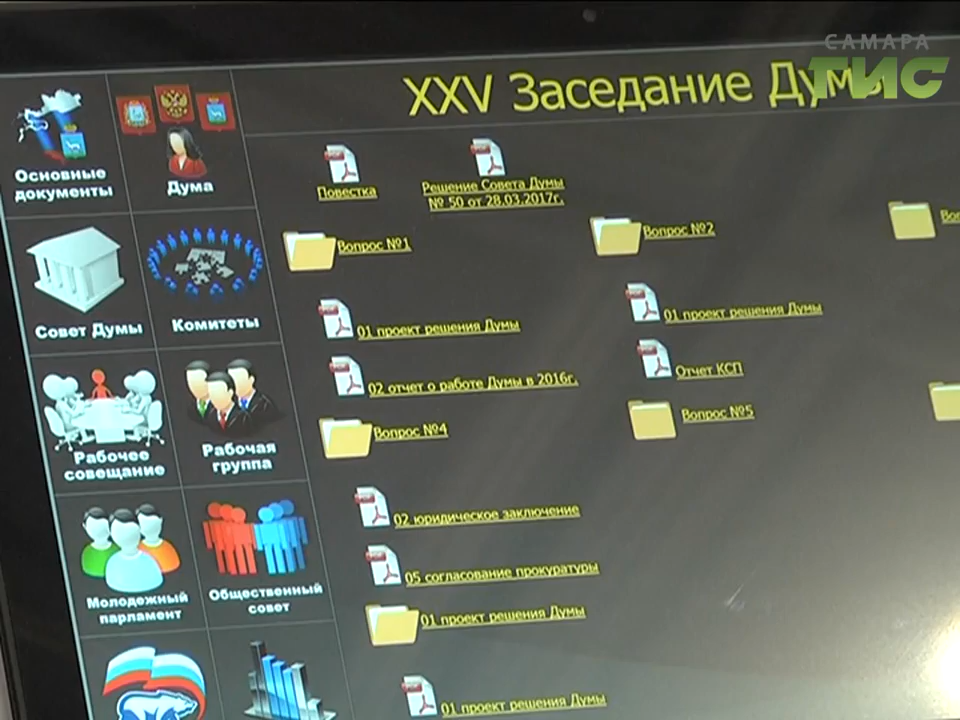 САМАРА
ТИС
XXV Заседание Думы
Основные
документы
Дума
Повестка
Решение Совета Думы
№ 50 от 28.03.2017г.
Вопрос №1
Вопрос №2
Совет Думы
Комитеты
01 проект решения Думы
01 проект решения Думы
02 отчет о работе Думы в 2016г.
Отчет КСП
Вопрос №4
Вопрос №5
Рабочее
совещание
Рабочая
группа
02 юридическое заключение
05 согласование прокуратуры
01 проект решения Думы
Молодежный
парламент
Общественный
совет
01 проект решения Думы